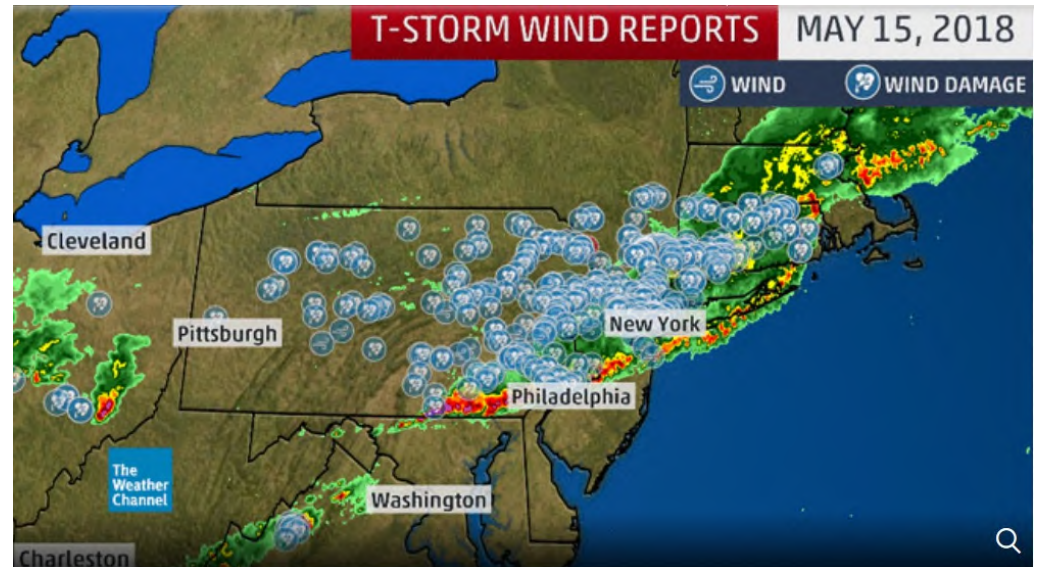 T-STORM WIND REPORTS
MAY 15, 2018
WIND
WIND DAMAGE
Cleveland
Pittsburgh
New York
Philadelphia
The
Weather
Channel
Washington
Charleston